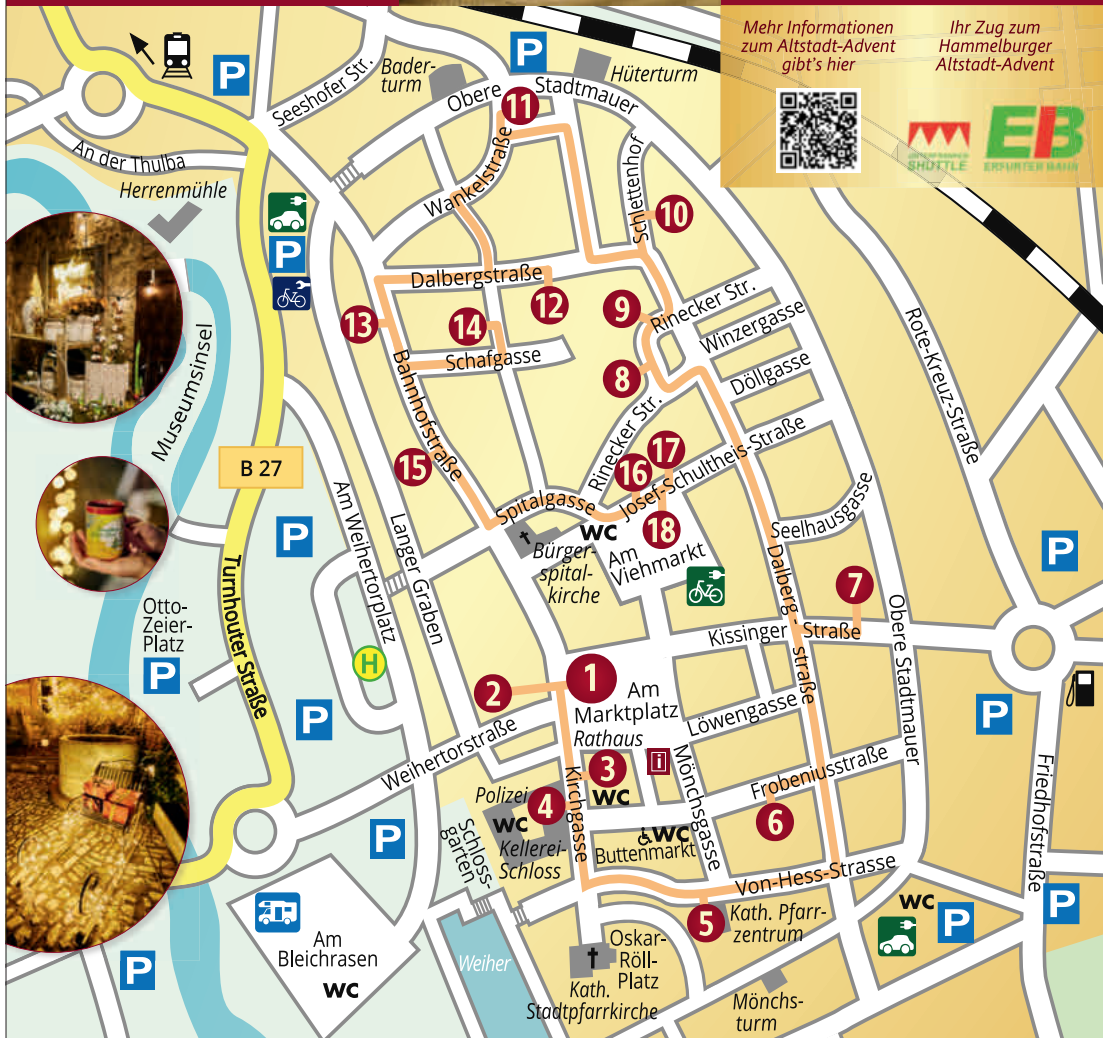 Mehr Informationen
zum Altstadt-Advent
gibt's hier
Ihr Zug zum
Hammelburger
Altstadt-Advent
UNTERFRANKEN
SHUTTLE
EB
ERFURTER BAHN
P
P
Seeshofer Str.
Bader-
turm
Obere Stadtmauer
Hüterturm
11
An der Thulba
Herrenmühle
Wankelstraße
Schlettenhof
10
P
Dalbergstraße
12
13
14
9
Rinecker Str.
Rote-Kreuz-Straße
Winzergasse
Schafgasse
8
Döllgasse
Museumsinsel
Bahnhofstraße
Rinecker Str.
B 27
15
17
16
Josef-Schultheis-Straße
Am Weihertorplatz
Langer Graben
Spitalgasse
18
Seelhausgasse
P
WC
Bürger-
spital-
kirche
Am
Viehmarkt
Dalberg - straße
7
P
Otto-
Zeier-
Platz
P
Turnhouter Straße
H
Kissinger Straße
Obere Stadtmauer
2
1
Am
Marktplatz
Rathaus
Löwengasse
P
P
Weihertorstraße
i
3
WC
Kirchgasse
Mönchsgasse
Frobeniusstraße
Friedhofstraße
Polizei
4
WC
Kellerei-
Schloss
6
P
Schloss-
garten
WC
Buttenmarkt
Von-Hess-Strasse
5
Kath. Pfarr-
zentrum
WC
P
P
Am
Bleichrasen
WC
P
Weiher
Oskar-
Röll-
Platz
Kath.
Stadtpfarrkirche
Mönchs-
turm